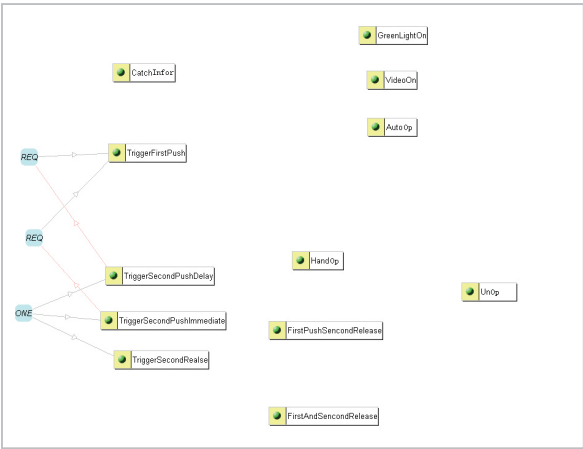 GreenLightOn
CatchInfor
VideoOn
AutoOp
TriggerFirstPush
REQ
REQ
HandOp
TriggerSecondPushDelay
UnOp
ONE
TriggerSecondPushImmediate
FirstPushSencondRelease
TriggerSecondRealse
FirstAndSencondRelease